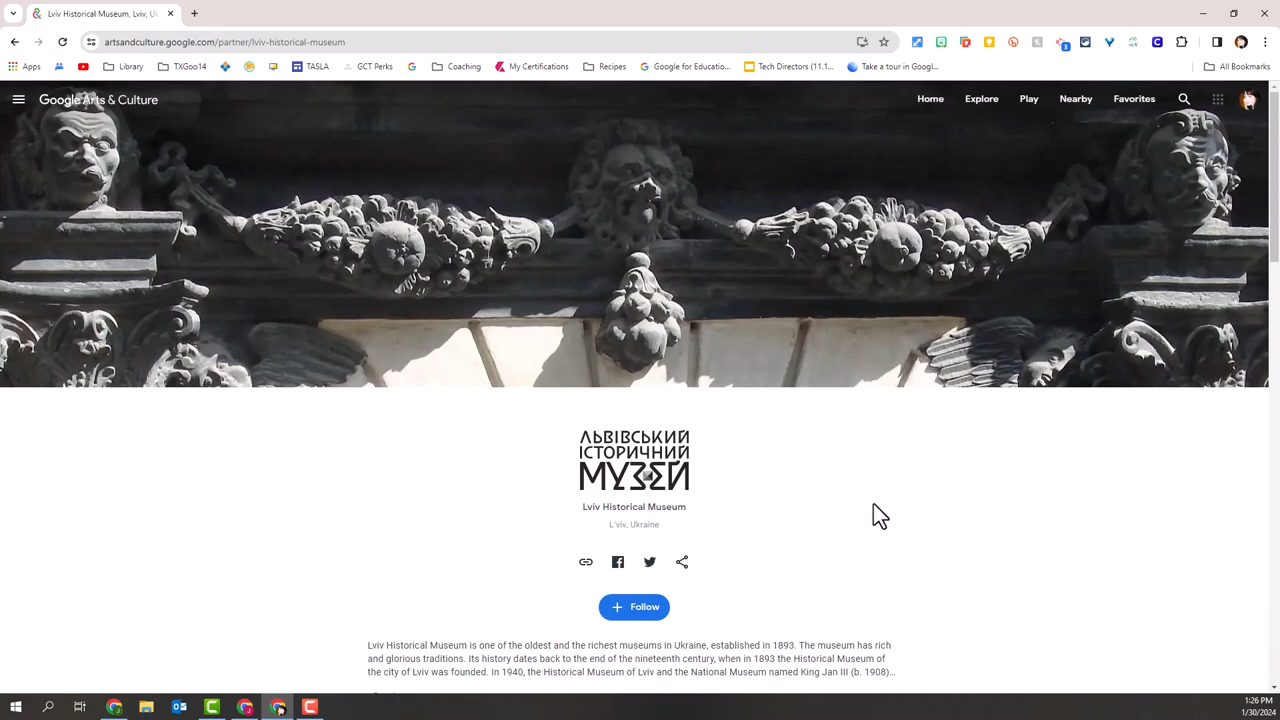 Lviv Historical Museum, Lviv, Uk
artsandculture.google.com/partner/lviv-historical-museum
3
Apps
Library
TXGoo14
TASLA
GCT Perks
Coaching
My Certifications
Recipes
Google for Educatio...
Tech Directors (11.1...
Take a tour in Googl...
All Bookmarks
Google Arts & Culture
Home
Explore
Play
Nearby
Favorites
ЛЬВІВСЬКИЙ
ІСТОРИЧНИЙ
МУЗЕЙ
Lviv Historical Museum
L'viv, Ukraine
Follow
Lviv Historical Museum is one of the oldest and the richest museums in Ukraine, established in 1893. The museum has rich
and glorious traditions. Its history dates back to the end of the nineteenth century, when in 1893 the Historical Museum of
the city of Lviv was founded. In 1940, the Historical Museum of Lviv and the National Museum named King Jan III (b. 1908)...
1:26 PM
1/30/2024